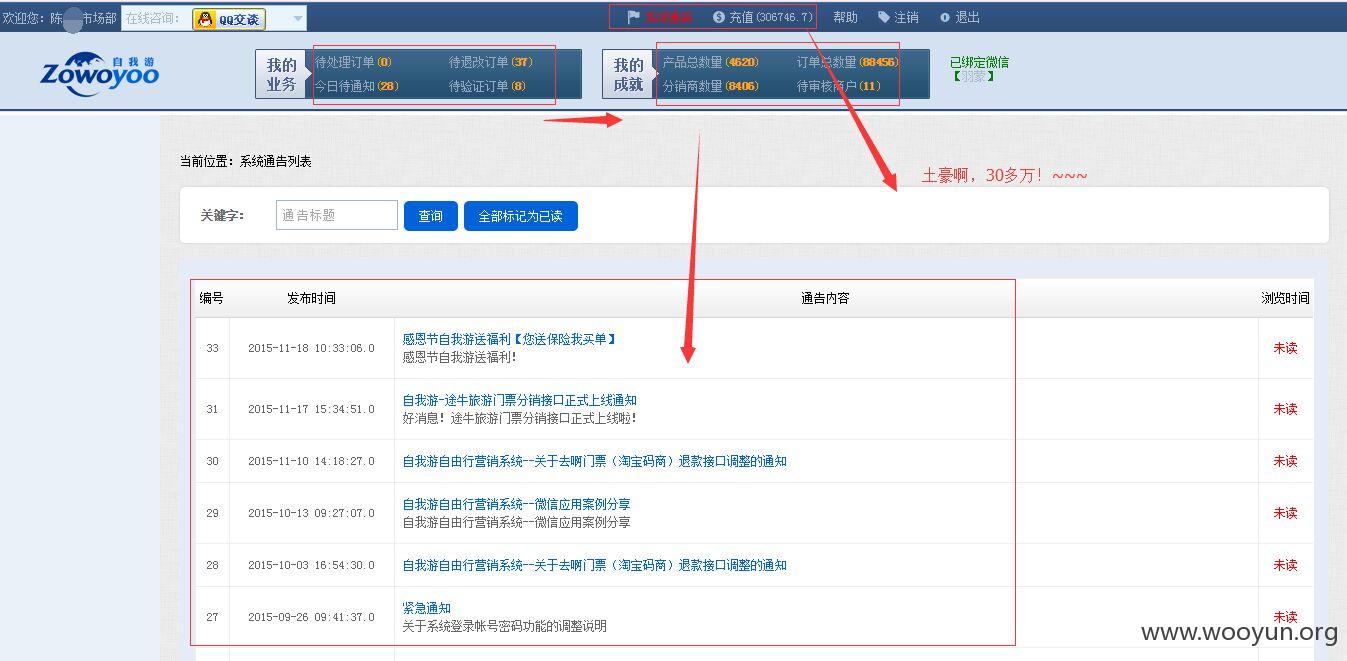 欢迎您：陈 市场部 在线咨询： QQ交谈 充值(306746.7) 帮助 注销 退出
自我游
zowoyoo
我的业务
待处理订单(0) 待退改订单(37)
今日待通知(28) 待验证订单(8)
我的成就
产品总数量(4620) 订单总数量(88456)
分销商数量(8406) 待审核商户(11)
已绑定微信
【羽蒙】
土豪啊，30多万！~~~
当前位置：系统通告列表
关键字： 通告标题 查询 全部标记为已读
编号 发布时间 通告内容 浏览时间
33 2015-11-18 10:33:06.0 感恩节自我游送福利【您送保险我买单】 未读
感恩节自我游送福利！
31 2015-11-17 15:34:51.0 自我游-途牛旅游门票分销接口正式上线通知 未读
好消息！途牛旅游门票分销接口正式上线啦！
30 2015-11-10 14:18:27.0 自我游自由行营销系统--关于去啊门票（淘宝码商）退款接口调整的通知 未读
29 2015-10-13 09:27:07.0 自我游自由行营销系统--微信应用案例分享 未读
自我游自由行营销系统--微信应用案例分享
28 2015-10-03 16:54:30.0 自我游自由行营销系统--关于去啊门票（淘宝码商）退款接口调整的通知 未读
27 2015-09-26 09:41:37.0 紧急通知 未读
关于系统登录帐号密码功能的调整说明
www.wooyun.org